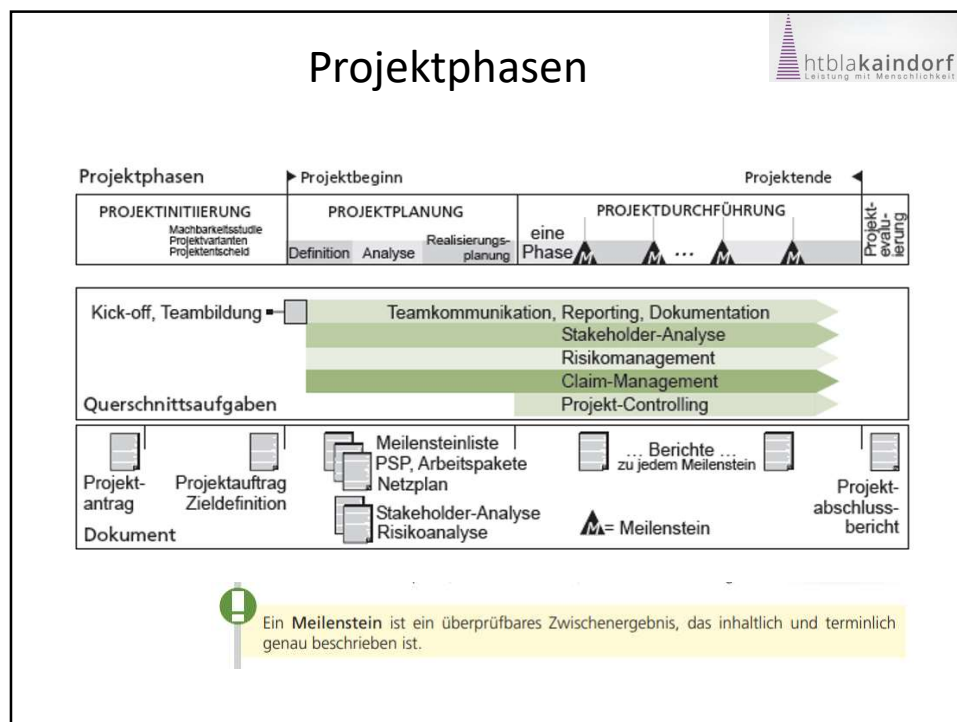 Projektphasen
htblakaindorf
Leistung mit Menschlichkeit
Projektphasen
Projektbeginn
Projektende
PROJEKTINITIIERUNG
Machbarkeitsstudie
Projektvarianten
Projektentscheid
PROJEKTPLANUNG
Definition
Analyse
Realisierungs-
planung
PROJEKTDURCHFÜHRUNG
eine
Phase
M
M
...
M
M
Projekt-
evalu-
ierung
Kick-off, Teambildung
Teamkommunikation, Reporting, Dokumentation
Stakeholder-Analyse
Risikomanagement
Claim-Management
Projekt-Controlling
Querschnittsaufgaben
Projekt-
antrag
Projektauftrag
Zieldefinition
Meilensteinliste
PSP, Arbeitspakete
Netzplan
Stakeholder-Analyse
Risikoanalyse
... Berichte ...
zu jedem Meilenstein
M = Meilenstein
Projekt-
abschluss-
bericht
Dokument
Ein Meilenstein ist ein überprüfbares Zwischenergebnis, das inhaltlich und terminlich
genau beschrieben ist.